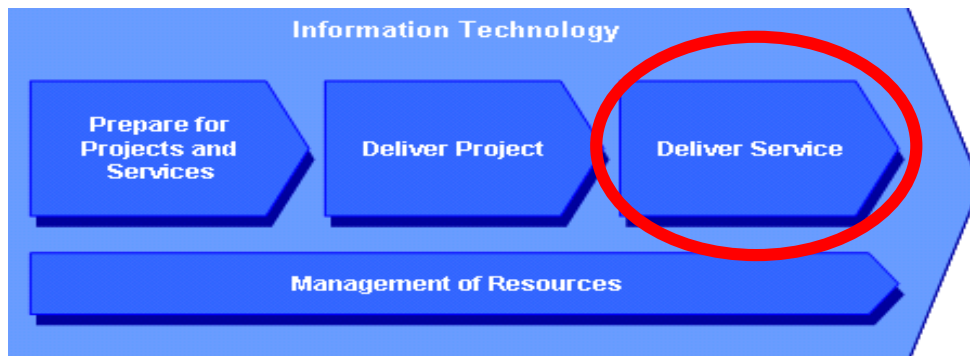 Information Technology
Prepare for
Projects and
Services
Deliver Project
Deliver Service
Management of Resources